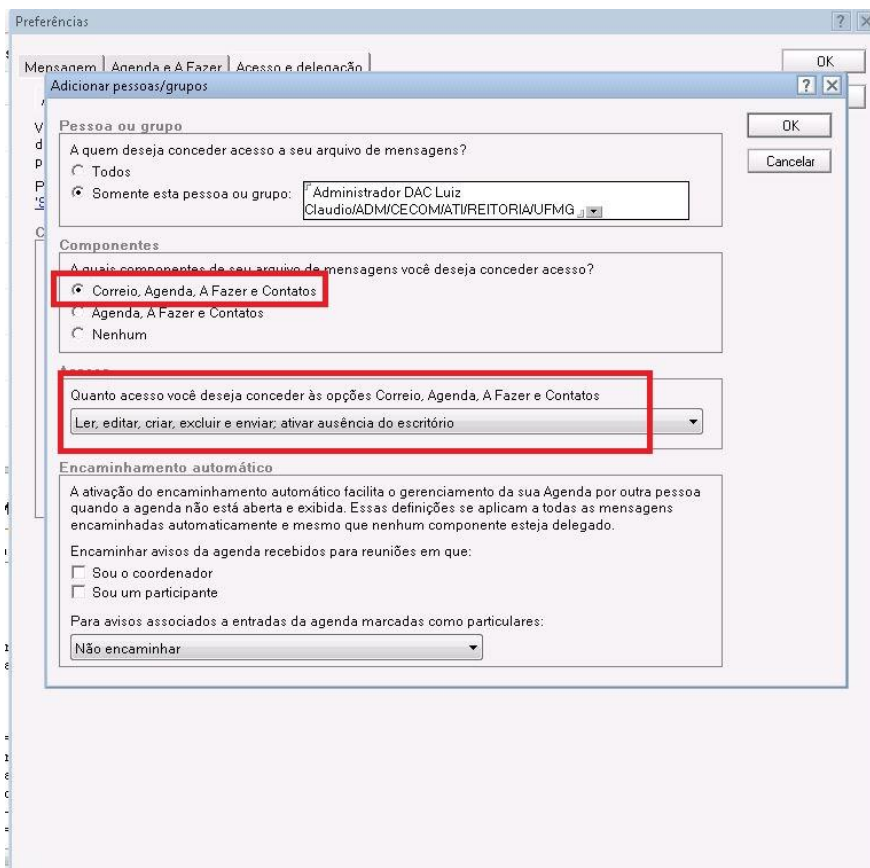 Preferências
Mensagem Agenda e A Fazer Acesso e delegação
OK
Adicionar pessoas/grupos
Pessoa ou grupo
OK
A quem deseja conceder acesso a seu arquivo de mensagens?
Cancelar
Todos
Somente esta pessoa ou grupo:
Administrador DAC Luiz
Claudio/ADM/CECOM/ATI/REITORIA/UFMG
Componentes
A quais componentes de seu arquivo de mensagens você deseja conceder acesso?
Correio, Agenda, A Fazer e Contatos
Agenda, A Fazer e Contatos
Nenhum
Acesso
Quanto acesso você deseja conceder às opções Correio, Agenda, A Fazer e Contatos
Ler, editar, criar, excluir e enviar; ativar ausência do escritório
Encaminhamento automático
A ativação do encaminhamento automático facilita o gerenciamento da sua Agenda por outra pessoa
quando a agenda não está aberta e exibida. Essas definições se aplicam a todas as mensagens
encaminhadas automaticamente e mesmo que nenhum componente esteja delegado.
Encaminhar avisos da agenda recebidos para reuniões em que:
Sou o coordenador
Sou um participante
Para avisos associados a entradas da agenda marcadas como particulares:
Não encaminhar